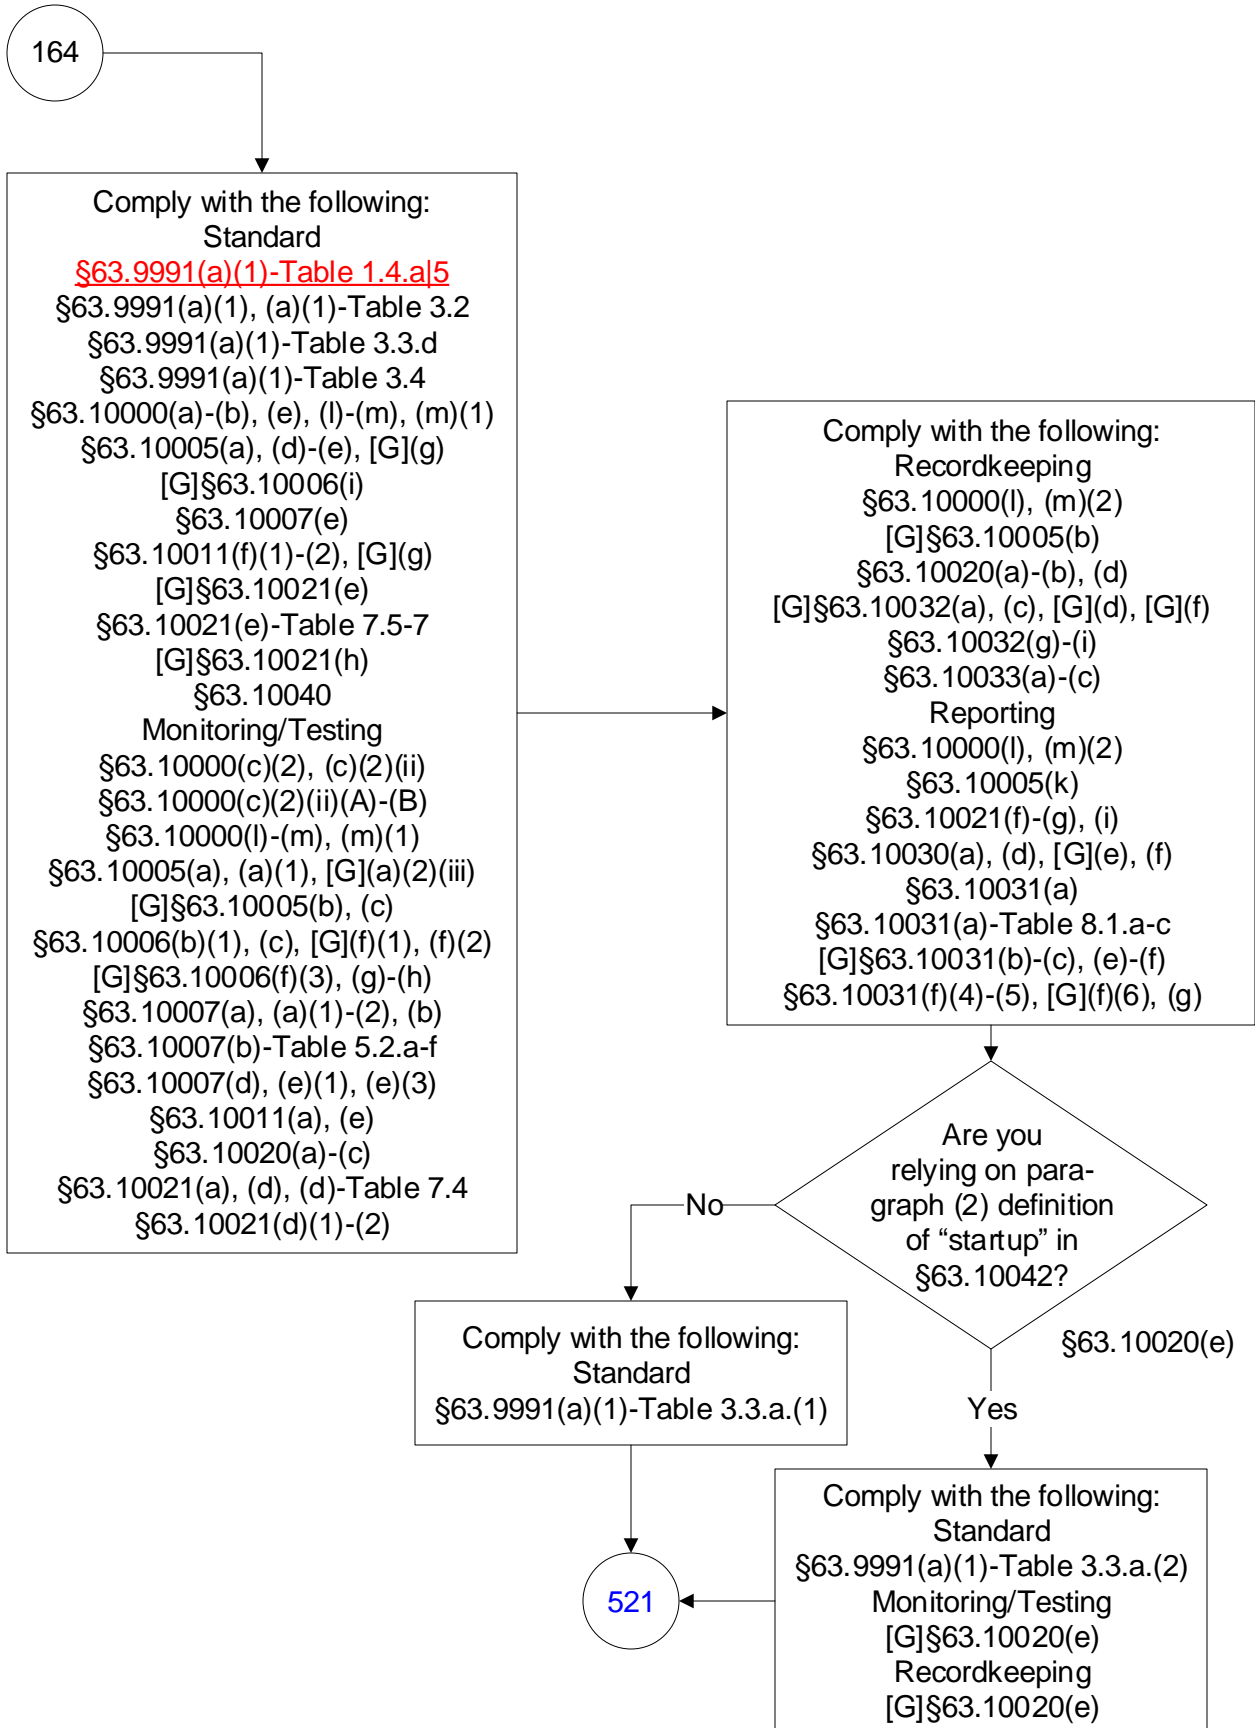 164
Comply with the following:
Standard
§63.9991(a)(1)-Table 1.4.a|5
§63.9991(a)(1), (a)(1)-Table 3.2
§63.9991(a)(1)-Table 3.3.d
§63.9991(a)(1)-Table 3.4
§63.10000(a)-(b), (e), (l)-(m), (m)(1)
§63.10005(a), (d)-(e), [G](g)
[G]§63.10006(i)
§63.10007(e)
§63.10011(f)(1)-(2), [G](g)
[G]§63.10021(e)
§63.10021(e)-Table 7.5-7
[G]§63.10021(h)
§63.10040
Monitoring/Testing
§63.10000(c)(2), (c)(2)(ii)
§63.10000(c)(2)(ii)(A)-(B)
§63.10000(l)-(m), (m)(1)
§63.10005(a), (a)(1), [G](a)(2)(iii)
[G]§63.10005(b), (c)
§63.10006(b)(1), (c), [G](f)(1), (f)(2)
[G]§63.10006(f)(3), (g)-(h)
§63.10007(a), (a)(1)-(2), (b)
§63.10007(b)-Table 5.2.a-f
§63.10007(d), (e)(1), (e)(3)
§63.10011(a), (e)
§63.10020(a)-(c)
§63.10021(a), (d), (d)-Table 7.4
§63.10021(d)(1)-(2)
Comply with the following:
Recordkeeping
§63.10000(l), (m)(2)
[G]§63.10005(b)
§63.10020(a)-(b), (d)
[G]§63.10032(a), (c), [G](d), [G](f)
§63.10032(g)-(i)
§63.10033(a)-(c)
Reporting
§63.10000(l), (m)(2)
§63.10005(k)
§63.10021(f)-(g), (i)
§63.10030(a), (d), [G](e), (f)
§63.10031(a)
§63.10031(a)-Table 8.1.a-c
[G]§63.10031(b)-(c), (e)-(f)
§63.10031(f)(4)-(5), [G](f)(6), (g)
Are you
relying on para-
graph (2) definition
of “startup” in
§63.10042?
§63.10020(e)
No
Comply with the following:
Standard
§63.9991(a)(1)-Table 3.3.a.(1)
Yes
Comply with the following:
Standard
§63.9991(a)(1)-Table 3.3.a.(2)
Monitoring/Testing
[G]§63.10020(e)
Recordkeeping
[G]§63.10020(e)
521